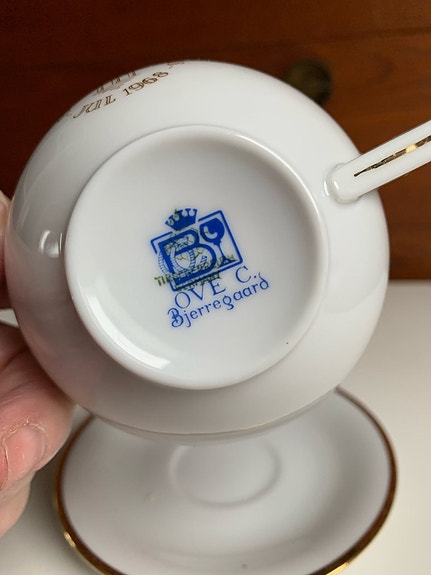 JUL 1968
B
OVE C.
Bjerregaard